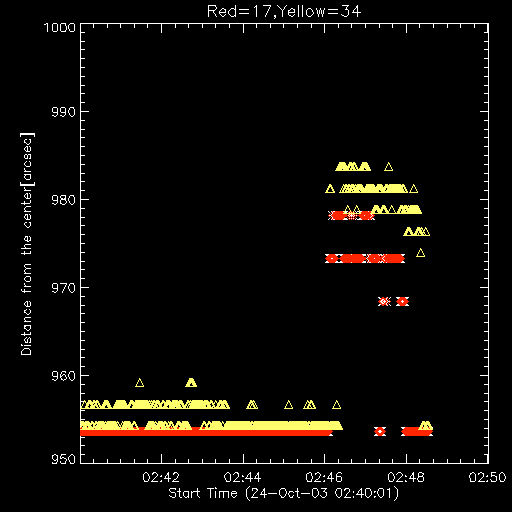 Red=17,Yellow=34
1000
990
980
970
960
950
Distance from the center[arcsec]
02:42 02:44 02:46 02:48 02:50
Start Time (24-Oct-03 02:40:01)